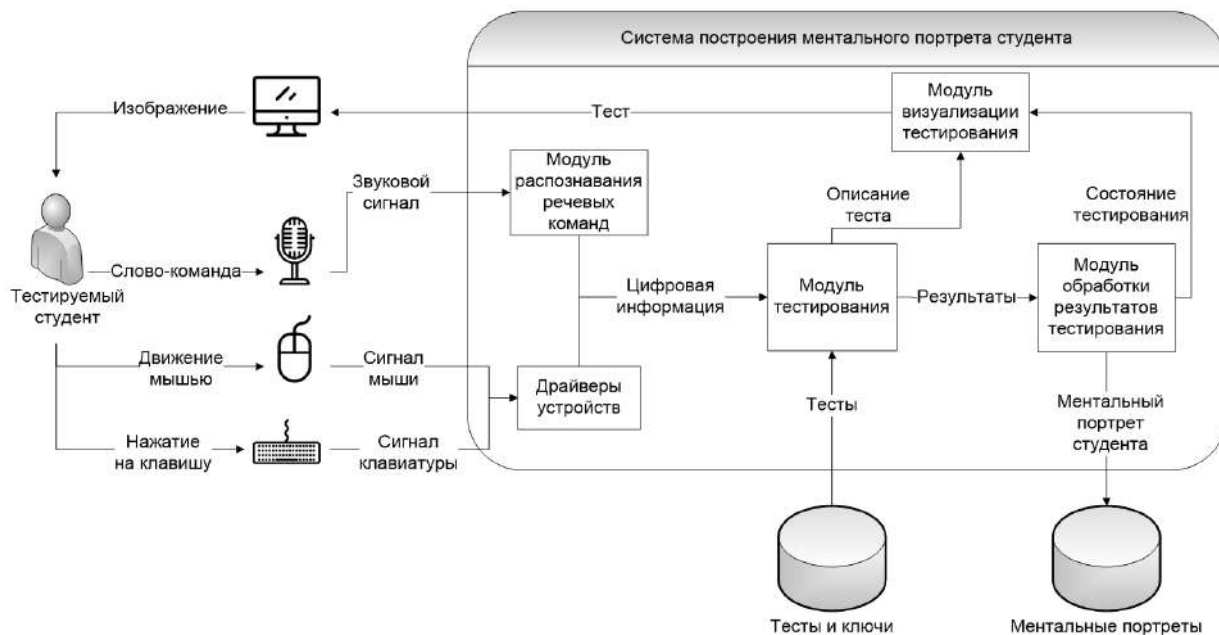 Система построения ментального портрета студента
Изображение
Тест
Модуль
визуализации
тестирования
Модуль
распознавания
речевых
команд
Звуковой
сигнал
Описание
теста
Состояние
тестирования
Слово-команда
Тестируемый
студент
Цифровая
информация
Модуль
тестирования
Результаты
Модуль
обработки
результатов
тестирования
Движение
мышью
Сигнал
мыши
Драйверы
устройств
Тесты
Ментальный
портрет
студента
Нажатие
на клавишу
Сигнал
клавиатуры
Тесты и ключи
Ментальные портреты